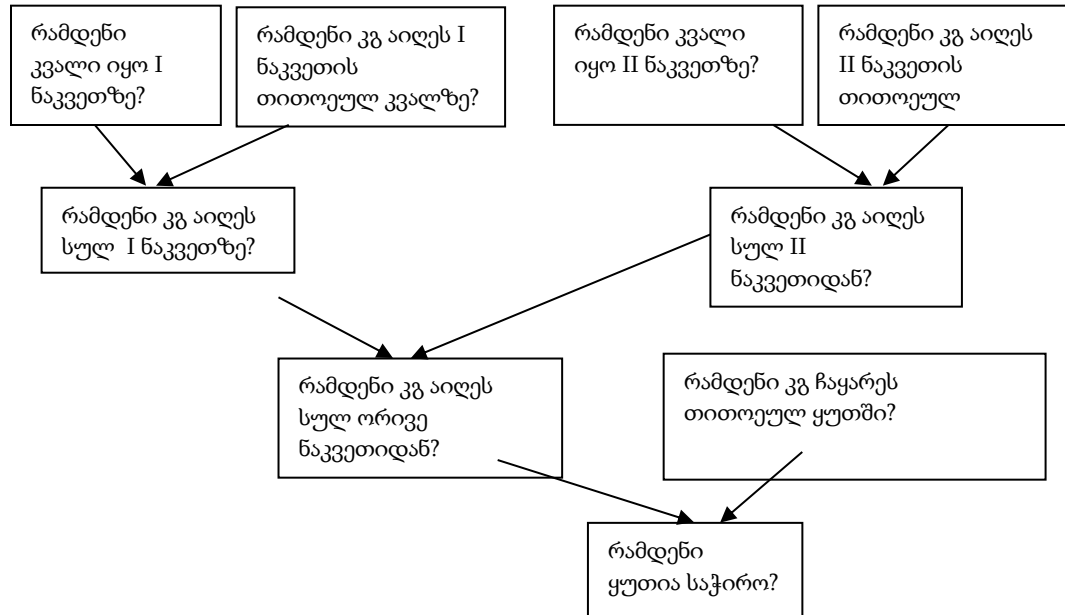 რამდენი
კვალი იყო I
ნაკვეთზე?
რამდენი კგ აიღეს I
ნაკვეთის
თითოეულ კვალზე?
რამდენი კვალი
იყო II ნაკვეთზე?
რამდენი კგ აიღეს
II ნაკვეთის
თითოეულ
რამდენი კგ აიღეს
სულ I ნაკვეთზე?
რამდენი კგ აიღეს
სულ II
ნაკვეთიდან?
რამდენი კგ აიღეს
სულ ორივე
ნაკვეთიდან?
რამდენი კგ ჩაყარეს
თითოეულ ყუთში?
რამდენი
ყუთია საჭირო?